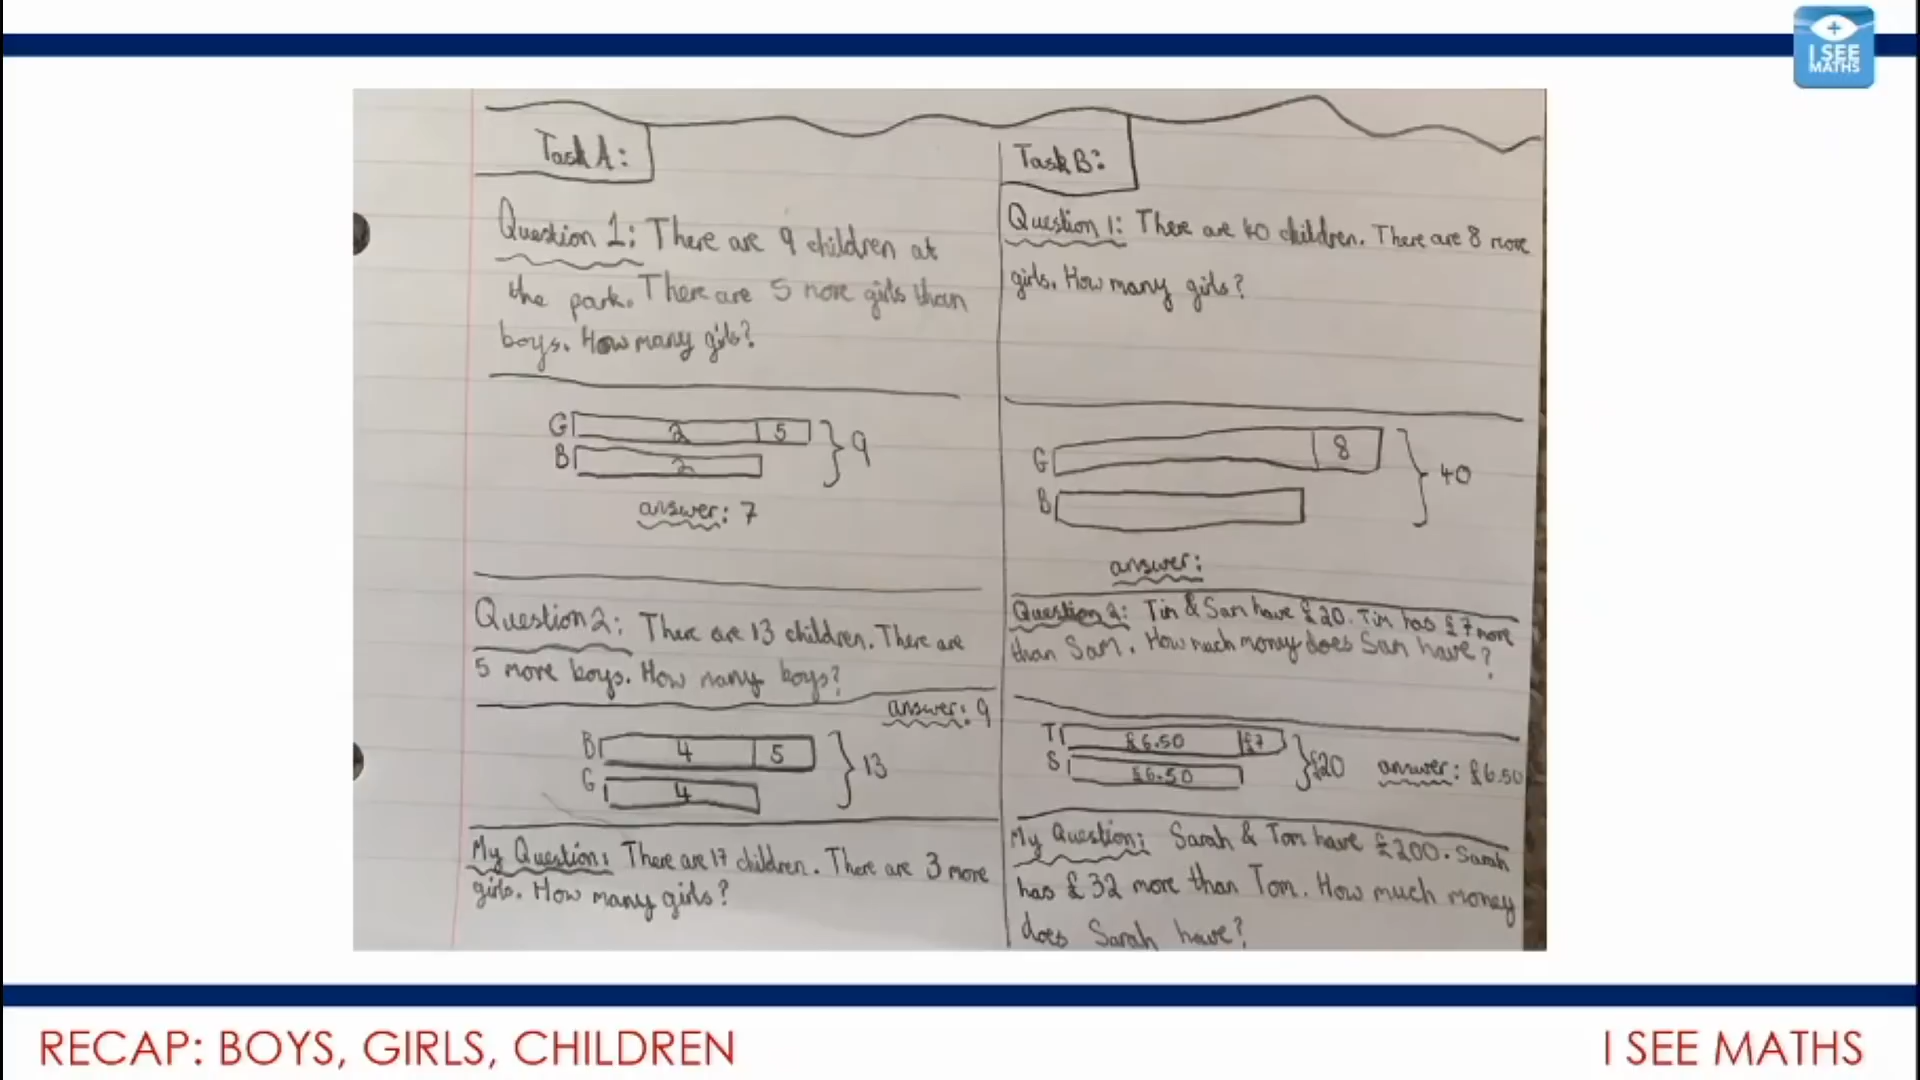 +
I SEE
MATHS
Task A:
Question 1: There are 9 children at
the park. There are 5 more girls than
boys. How many girls?
G 2 5
B 2
9
answer: 7
Question 2: There are 13 children. There are
5 more boys. How many boys?
answer: 9
B 4 5
G 4
13
My Question: There are 17 children. There are 3 more
girls. How many girls?
Task B:
Question 1: There are 40 children. There are 8 more
girls. How many girls?
G 8
B
40
answer:
Question 2: Tim & Sam have £20. Tim has £7 more
than Sam. How much money does Sam have?
T £6.50 £7
S £6.50
£20 answer: £6.50
My Question: Sarah & Tom have £200. Sarah
has £32 more than Tom. How much money
does Sarah have?
RECAP: BOYS, GIRLS, CHILDREN
I SEE MATHS